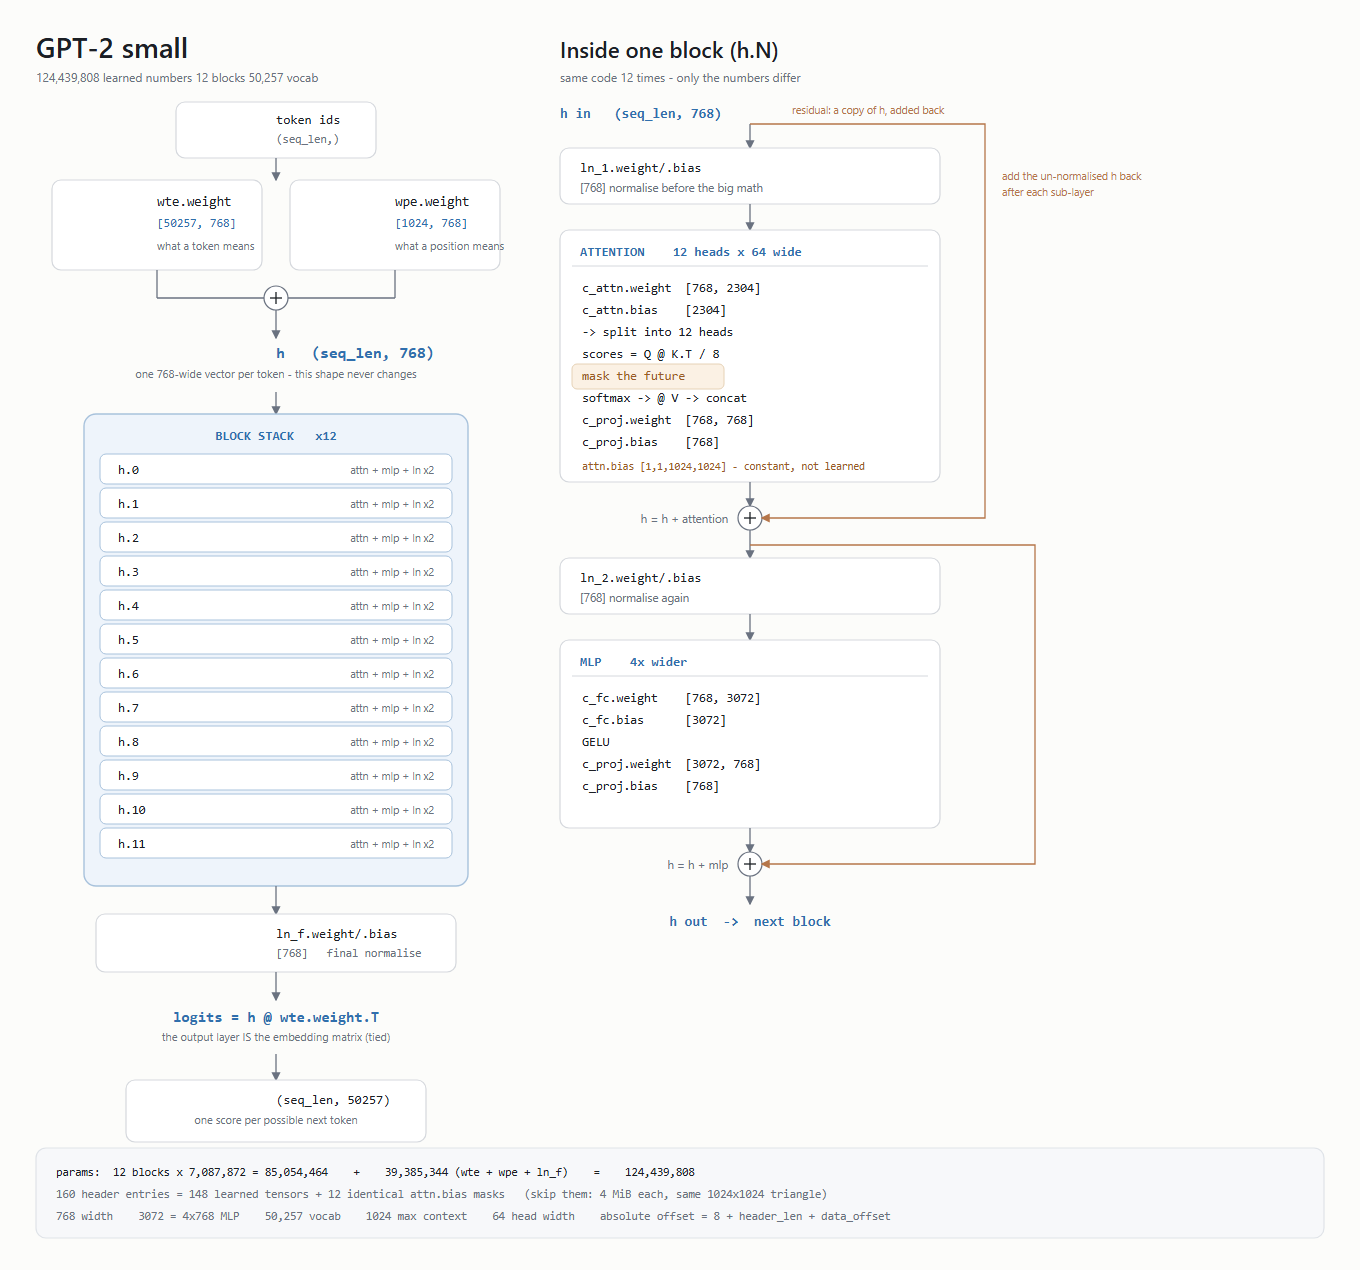 GPT-2 small
124,439,808 learned numbers 12 blocks 50,257 vocab
token ids
(seq_len,)
wte.weight
[50257, 768]
what a token means
wpe.weight
[1024, 768]
what a position means
+
h (seq_len, 768)
one 768-wide vector per token - this shape never changes
BLOCK STACK x12
h.0 attn + mlp + ln x2
h.1 attn + mlp + ln x2
h.2 attn + mlp + ln x2
h.3 attn + mlp + ln x2
h.4 attn + mlp + ln x2
h.5 attn + mlp + ln x2
h.6 attn + mlp + ln x2
h.7 attn + mlp + ln x2
h.8 attn + mlp + ln x2
h.9 attn + mlp + ln x2
h.10 attn + mlp + ln x2
h.11 attn + mlp + ln x2
ln_f.weight/.bias
[768] final normalise
logits = h @ wte.weight.T
the output layer IS the embedding matrix (tied)
(seq_len, 50257)
one score per possible next token
Inside one block (h.N)
same code 12 times - only the numbers differ
h in (seq_len, 768)
residual: a copy of h, added back
ln_1.weight/.bias
[768] normalise before the big math
add the un-normalised h back
after each sub-layer
ATTENTION 12 heads x 64 wide
c_attn.weight [768, 2304]
c_attn.bias [2304]
-> split into 12 heads
scores = Q @ K.T / 8
mask the future
softmax -> @ V -> concat
c_proj.weight [768, 768]
c_proj.bias [768]
attn.bias [1,1,1024,1024] - constant, not learned
h = h + attention +
ln_2.weight/.bias
[768] normalise again
MLP 4x wider
c_fc.weight [768, 3072]
c_fc.bias [3072]
GELU
c_proj.weight [3072, 768]
c_proj.bias [768]
h = h + mlp +
h out -> next block
params: 12 blocks x 7,087,872 = 85,054,464 + 39,385,344 (wte + wpe + ln_f) = 124,439,808
160 header entries = 148 learned tensors + 12 identical attn.bias masks (skip them: 4 MiB each, same 1024x1024 triangle)
768 width 3072 = 4x768 MLP 50,257 vocab 1024 max context 64 head width absolute offset = 8 + header_len + data_offset